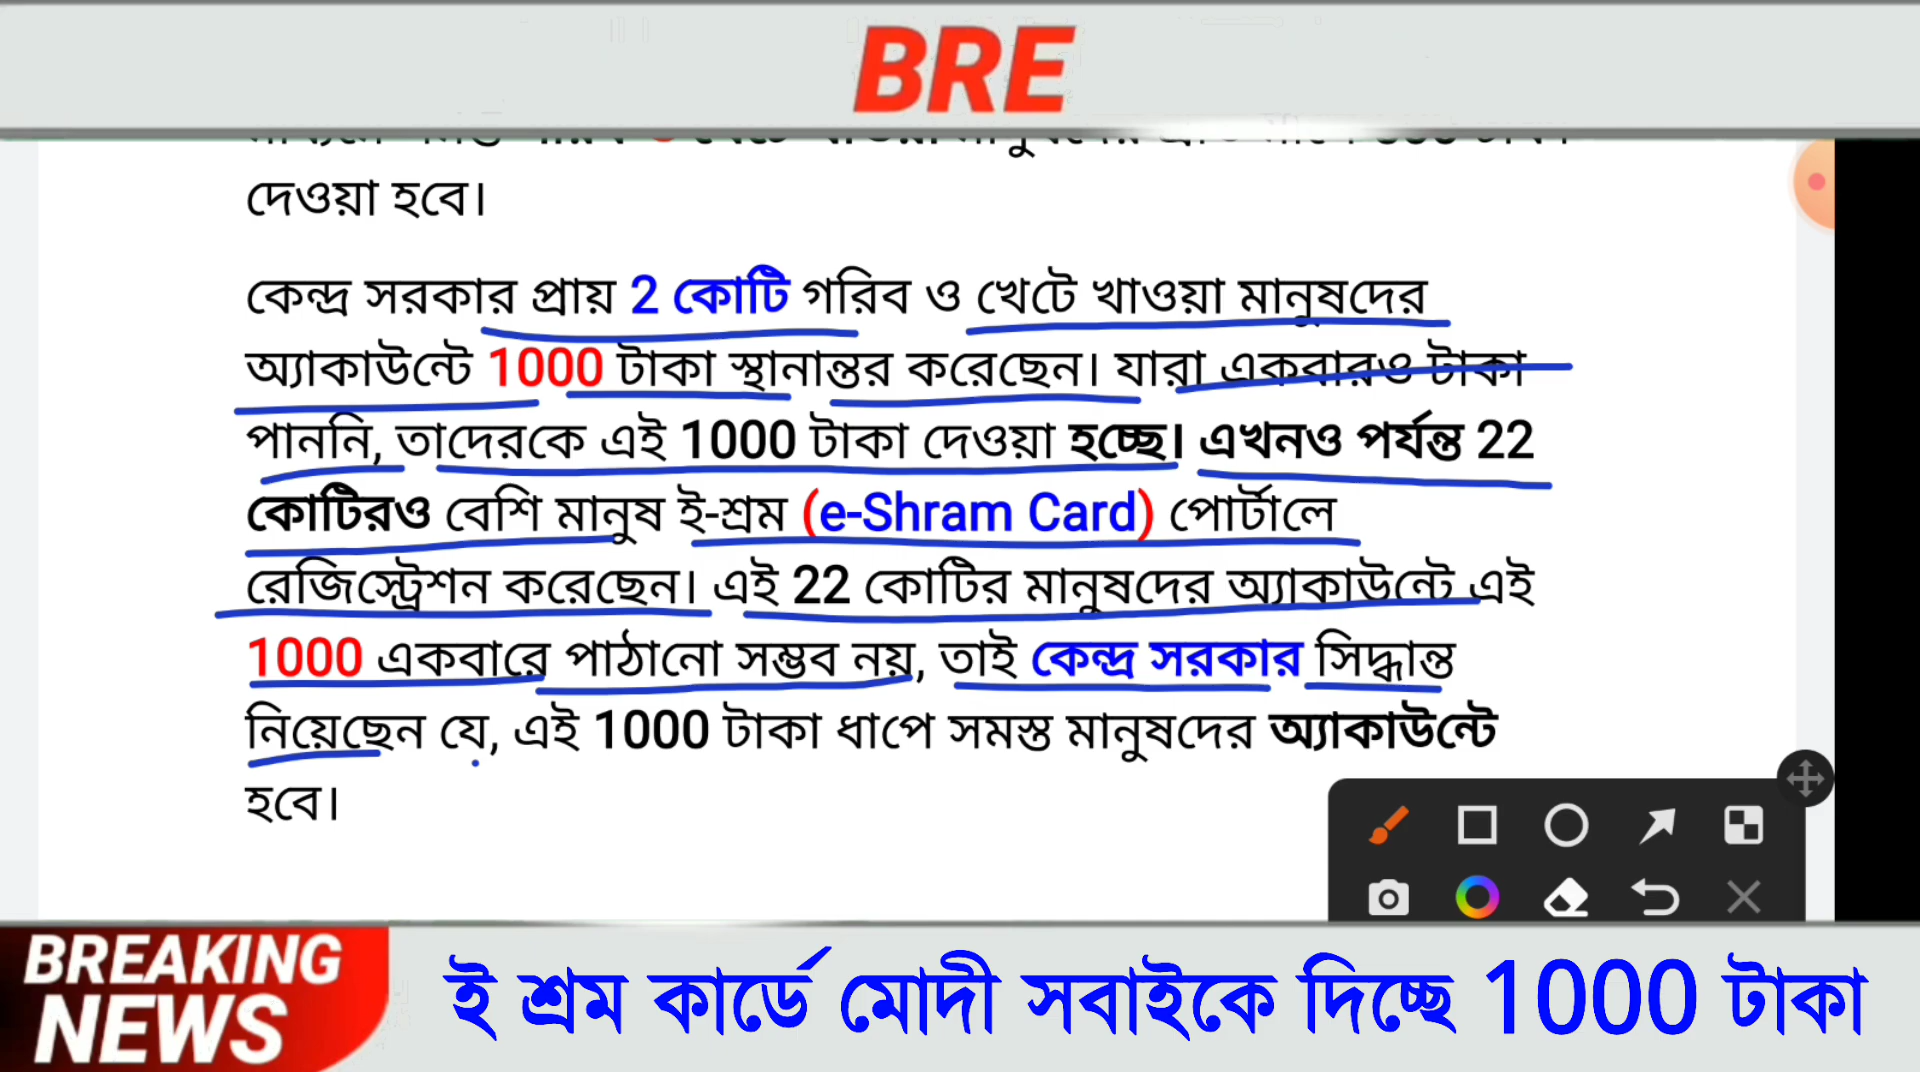 BRE
দেওয়া হবে।
কেন্দ্র সরকার প্রায় 2 কোটি গরিব ও খেটে খাওয়া মানুষদের
অ্যাকাউন্টে 1000 টাকা স্থানান্তর করেছেন। যারা একবারও টাকা
পাননি, তাদেরকে এই 1000 টাকা দেওয়া হচ্ছে। এখনও পর্যন্ত 22
কোটিরও বেশি মানুষ ই-শ্রম (e-Shram Card) পোর্টালে
রেজিস্ট্রেশন করেছেন। এই 22 কোটির মানুষদের অ্যাকাউন্টে এই
1000 একবারে পাঠানো সম্ভব নয়, তাই কেন্দ্র সরকার সিদ্ধান্ত
নিয়েছেন যে, এই 1000 টাকা ধাপে সমস্ত মানুষদের অ্যাকাউন্টে
হবে।
BREAKING
NEWS
ই শ্রম কার্ডে মোদী সবাইকে দিচ্ছে 1000 টাকা